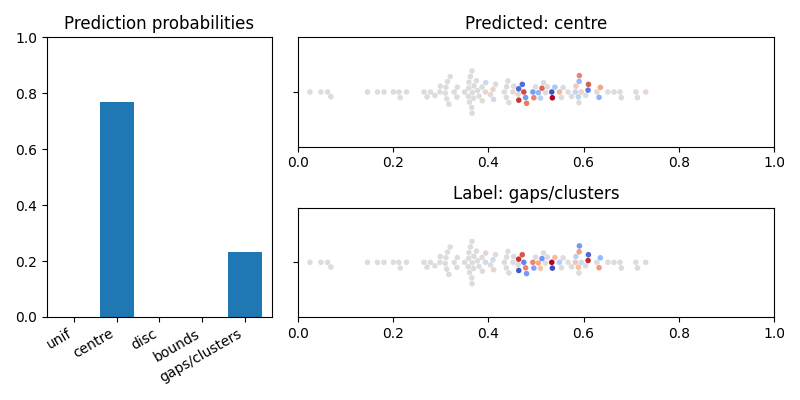 Prediction probabilities
1.0
0.8
0.6
0.4
0.2
0.0
unif
centre
disc
bounds
gaps/clusters
Predicted: centre
0.0 0.2 0.4 0.6 0.8 1.0
Label: gaps/clusters
0.0 0.2 0.4 0.6 0.8 1.0